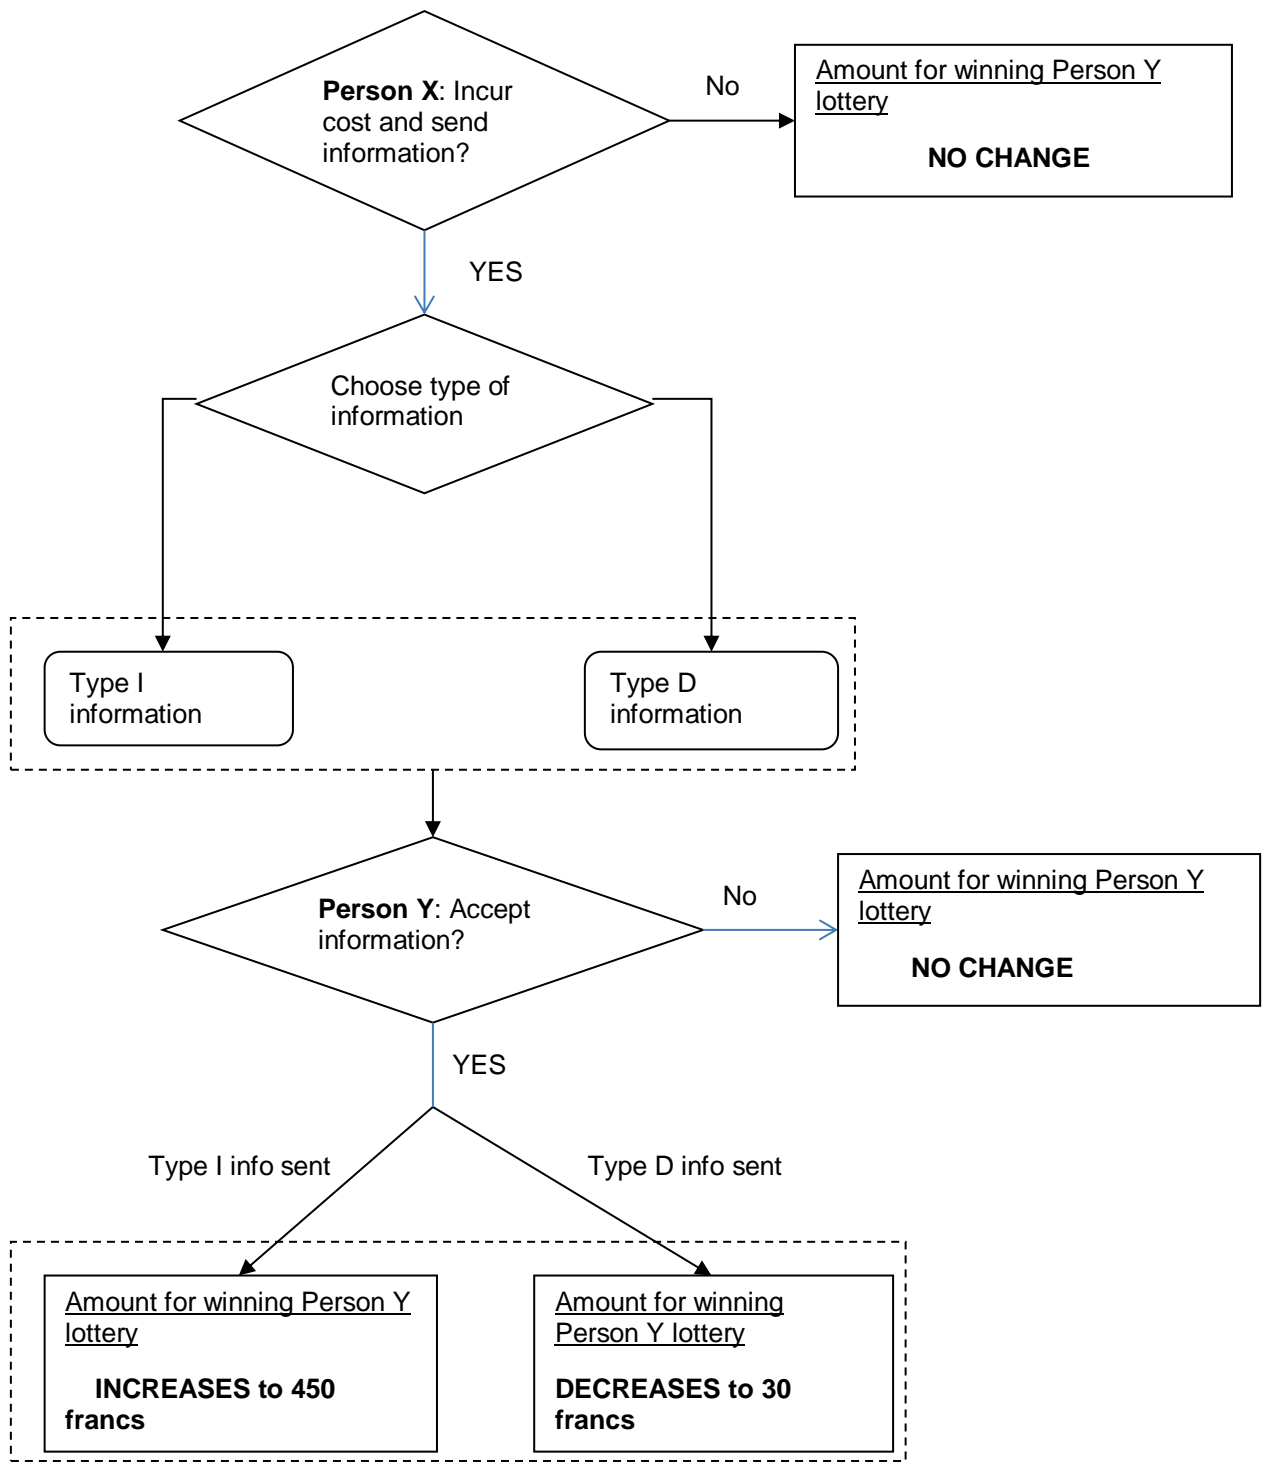 Person X: Incur
cost and send
information?
No
Amount for winning Person Y
lottery
NO CHANGE
YES
Choose type of
information
Type I
information
Type D
information
Person Y: Accept
information?
No
Amount for winning Person Y
lottery
NO CHANGE
YES
Type I info sent
Type D info sent
Amount for winning Person Y
lottery
INCREASES to 450
francs
Amount for winning
Person Y lottery
DECREASES to 30
francs